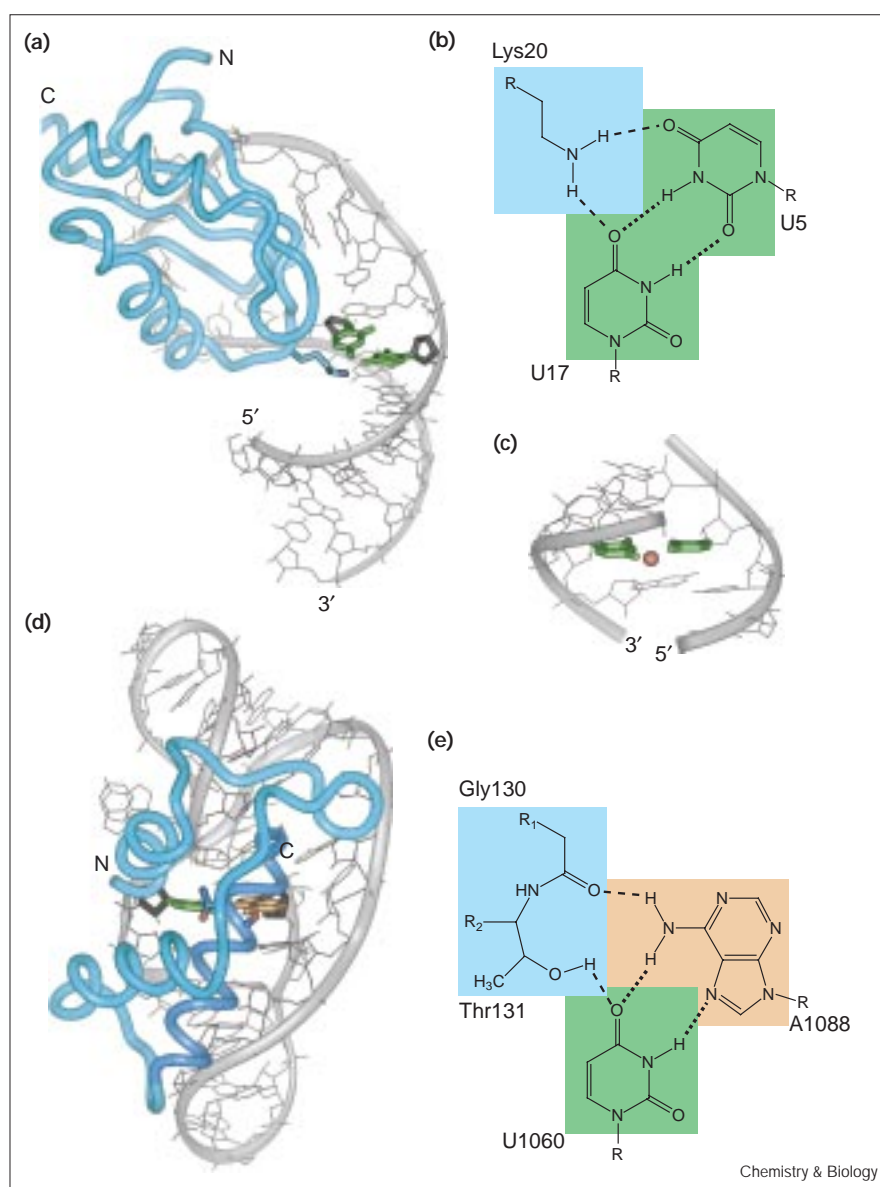 (a)
N
C
5′
3′
(b)
Lys20
R
H
N
H
O
H
N
O
N
R
U5
O
H
N
N
O
R
U17
(c)
3′
5′
(d)
N
C
(e)
Gly130
R1
HN
O
R2
H3C
O
H
Thr131
H
N
H
N
N
N
N
R
A1088
O
H
N
N
O
R
U1060
Chemistry & Biology